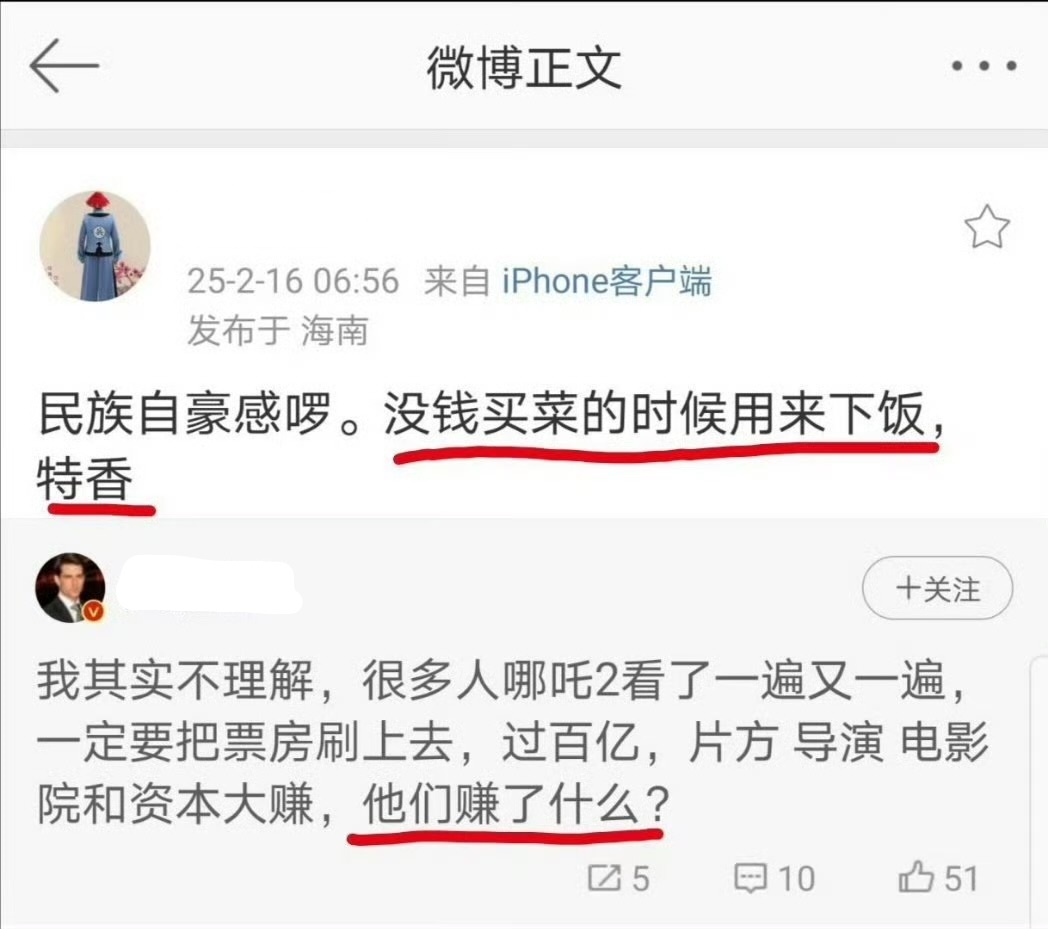 微博正文
25-2-16 06:56 来自 iPhone客户端
发布于 海南
民族自豪感啰。没钱买菜的时候用来下饭，
特香
+关注
我其实不理解，很多人哪吒2看了一遍又一遍，
一定要把票房刷上去，过百亿，片方 导演 电影
院和资本大赚，他们赚了什么？
5 10 51